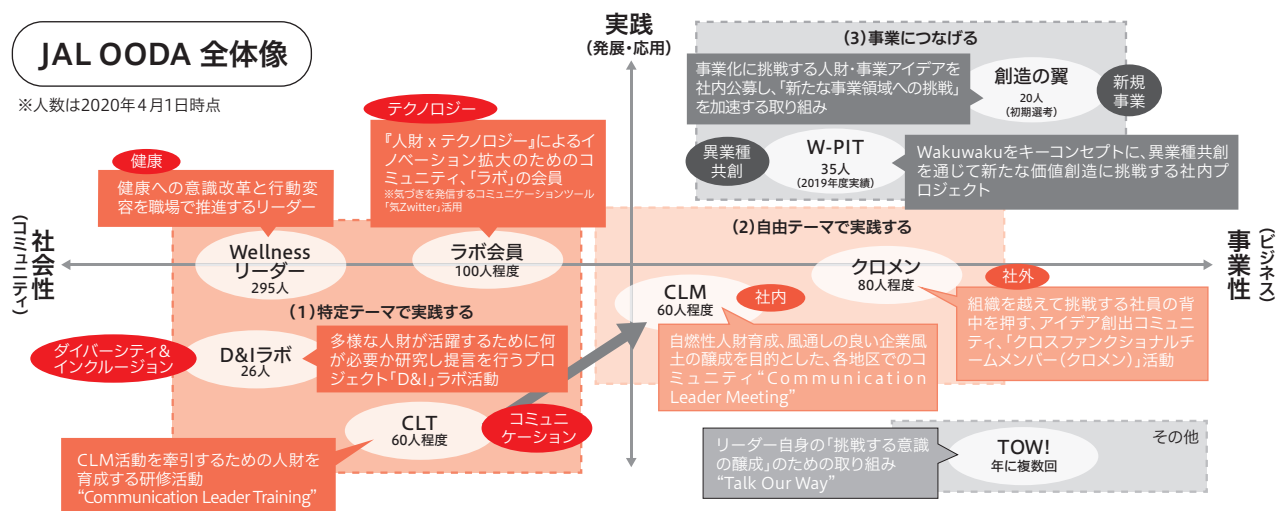 JAL OODA 全体像
※人数は2020年4月1日時点
実践
(発展・応用)
社会性
(コミュニティ)
事業性
(ビジネス)
(3)事業につなげる
事業化に挑戦する人財・事業アイデアを
社内公募し、「新たな事業領域への挑戦」
を加速する取り組み
創造の翼
20人
(初期選考)
新規
事業
異業種
共創
W-PIT
35人
(2019年度実績)
Wakuwakuをキーコンセプトに、異業種共創
を通じて新たな価値創造に挑戦する社内プ
ロジェクト
テクノロジー
『人財 x テクノロジー』によるイ
ノベーション拡大のためのコ
ミュニティ、「ラボ」の会員
※気づきを発信するコミュニケーションツール
「気Zwitter」活用
健康
健康への意識改革と行動変
容を職場で推進するリーダー
Wellness
リーダー
295人
ラボ会員
100人程度
(1)特定テーマで実践する
ダイバーシティ&
インクルージョン
D&Iラボ
26人
多様な人財が活躍するために何
が必要か研究し提言を行うプロ
ジェクト「D&I」ラボ活動
CLT
60人程度
コミュニ
ケーション
CLM活動を牽引するための人財を
育成する研修活動
“Communication Leader Training”
(2)自由テーマで実践する
クロメン
80人程度
社外
組織を越えて挑戦する社員の背
中を押す、アイデア創出コミュニ
ティ、「クロスファンクショナルチ
ームメンバー(クロメン)」活動
CLM
60人程度
社内
自燃性人財育成、風通しの良い企業風
土の醸成を目的とした、各地区でのコ
ミュニティ“Communication
Leader Meeting”
その他
リーダー自身の「挑戦する意識
の醸成」のための取り組み
“Talk Our Way”
TOW!
年に複数回